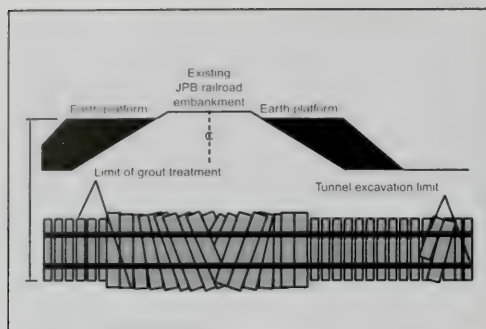 Existing
JPB railroad
embankment
Earth platform
Earth platform
℄
Limit of grout treatment
Tunnel excavation limit